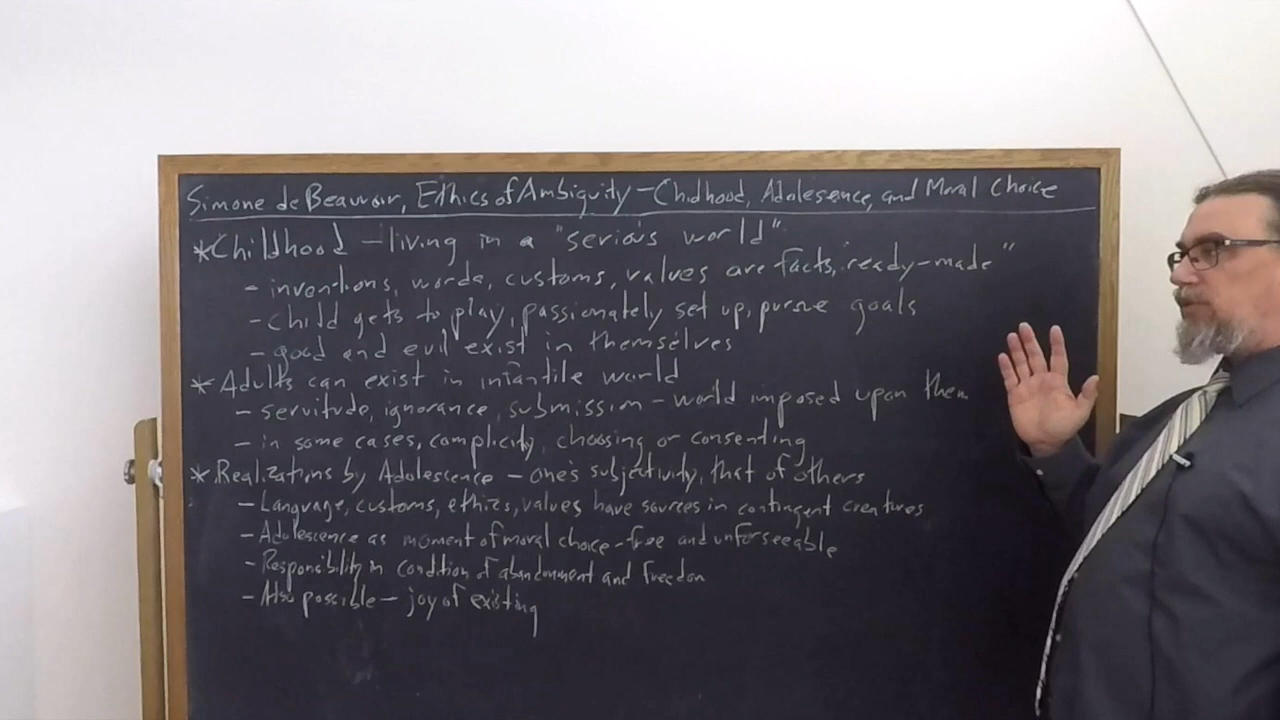 Simone de Beauvoir, Ethics of Ambiguity - Chidhood, Adolesence, and Moral Choice
* Childhood - living in a "serious world"
- inventions, words, customs, values are facts, ready-made"
- child gets to play, passionately set up, pursue goals
- good and evil exist in themselves
* Adults can exist in infantile world
- servitude, ignorance, submission - world imposed upon them
- in some cases, complicity, choosing or consenting
* Realizations by Adolescence - one's subjectivity, that of others
- Language, customs, ethics, values have sources in contingent creatures
- Adolescence as moment of moral choice - free and unforseeable
- Responsibility in condition of abandonment and freedom
- Also possible - joy of existing